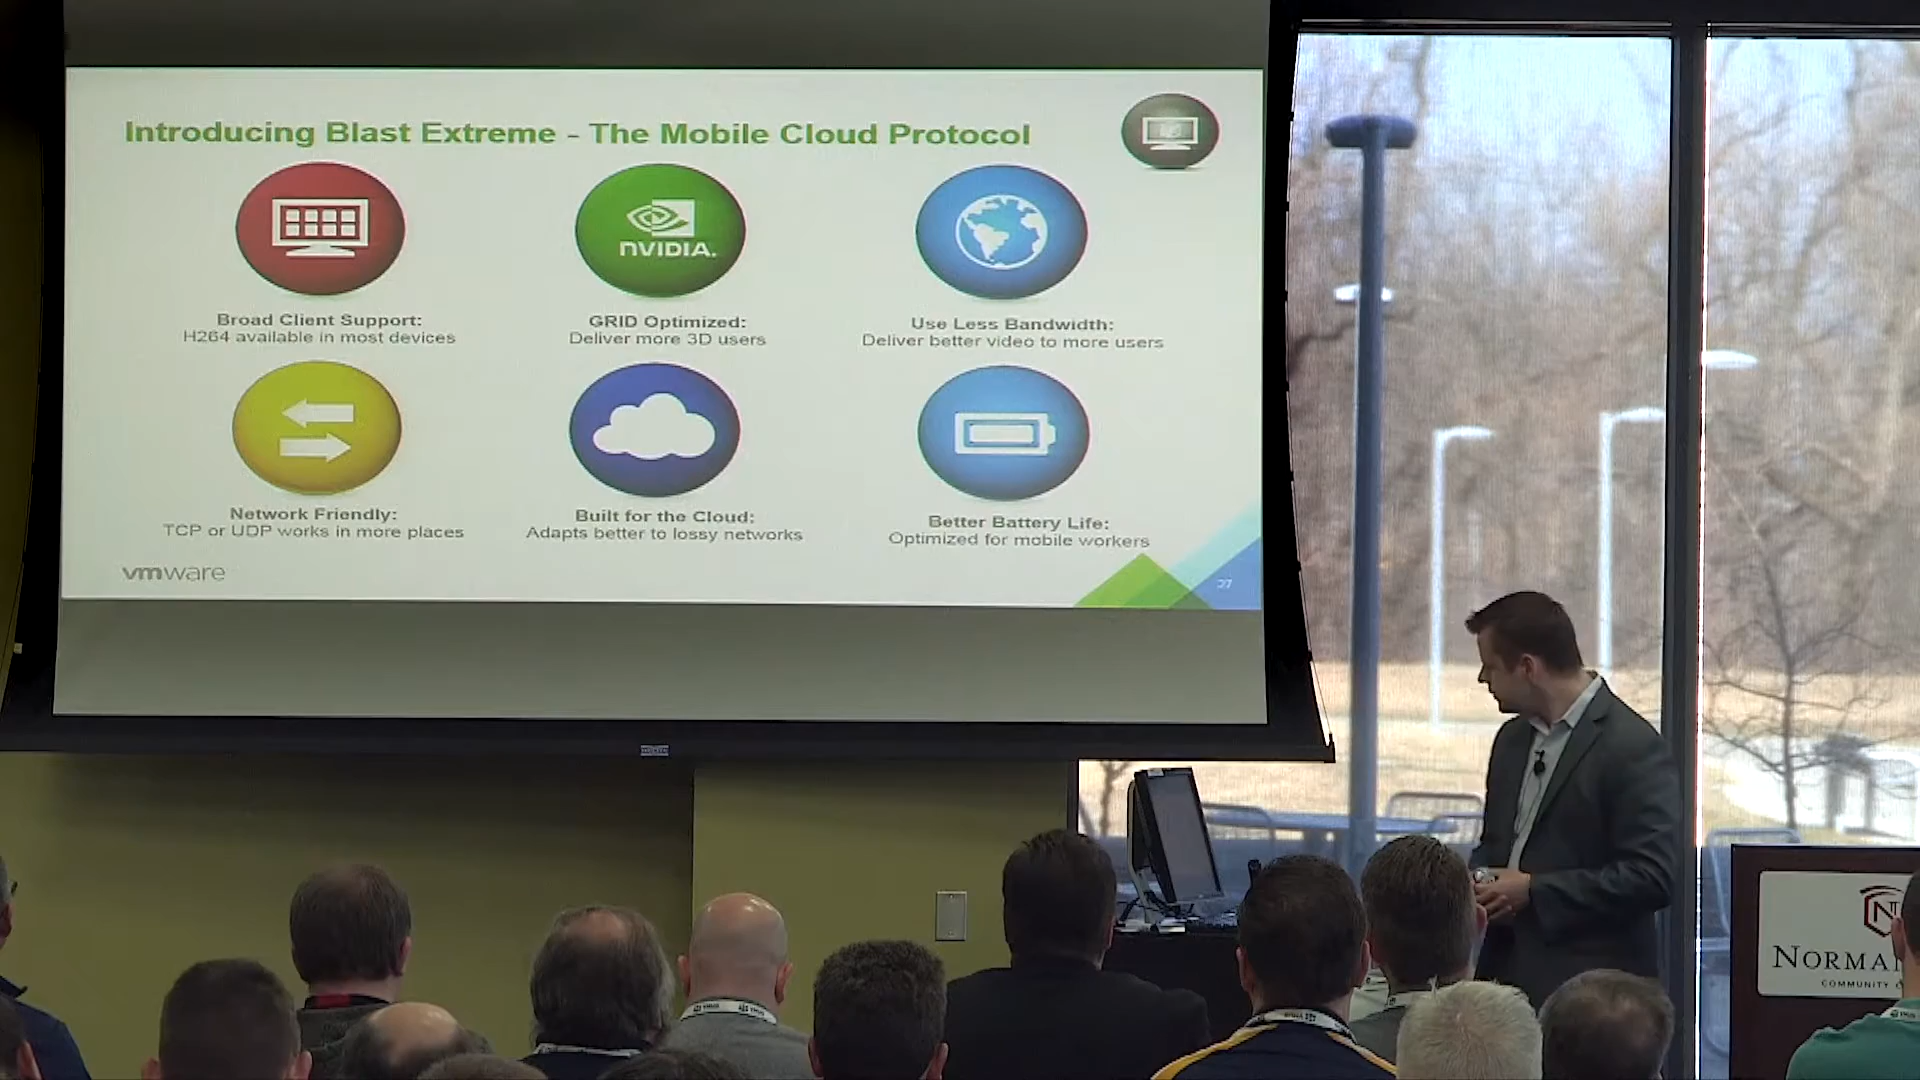 Introducing Blast Extreme - The Mobile Cloud Protocol
nVIDIA.
Broad Client Support:
H264 available in most devices
GRID Optimized:
Deliver more 3D users
Use Less Bandwidth:
Deliver better video to more users
Network Friendly:
TCP or UDP works in more places
Built for the Cloud:
Adapts better to lossy networks
Better Battery Life:
Optimized for mobile workers
vmware
27
N
NORMA
COMMUNITY